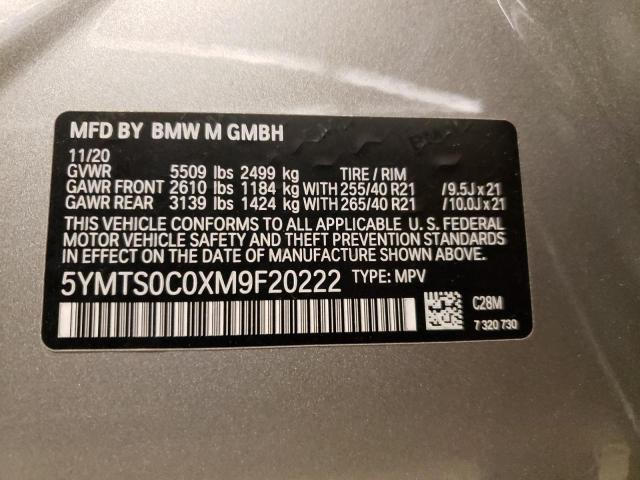 MFD BY BMW M GMBH
11/20
GVWR 5509 lbs 2499 kg TIRE / RIM
GAWR FRONT 2610 lbs 1184 kg WITH 255/40 R21 /9.5J x 21
GAWR REAR 3139 lbs 1424 kg WITH 265/40 R21 /10.0J x 21
THIS VEHICLE CONFORMS TO ALL APPLICABLE U. S. FEDERAL
MOTOR VEHICLE SAFETY AND THEFT PREVENTION STANDARDS
IN EFFECT ON THE DATE OF MANUFACTURE SHOWN ABOVE.
5YMTS0C0XM9F20222 TYPE: MPV
C28M
7 320 730